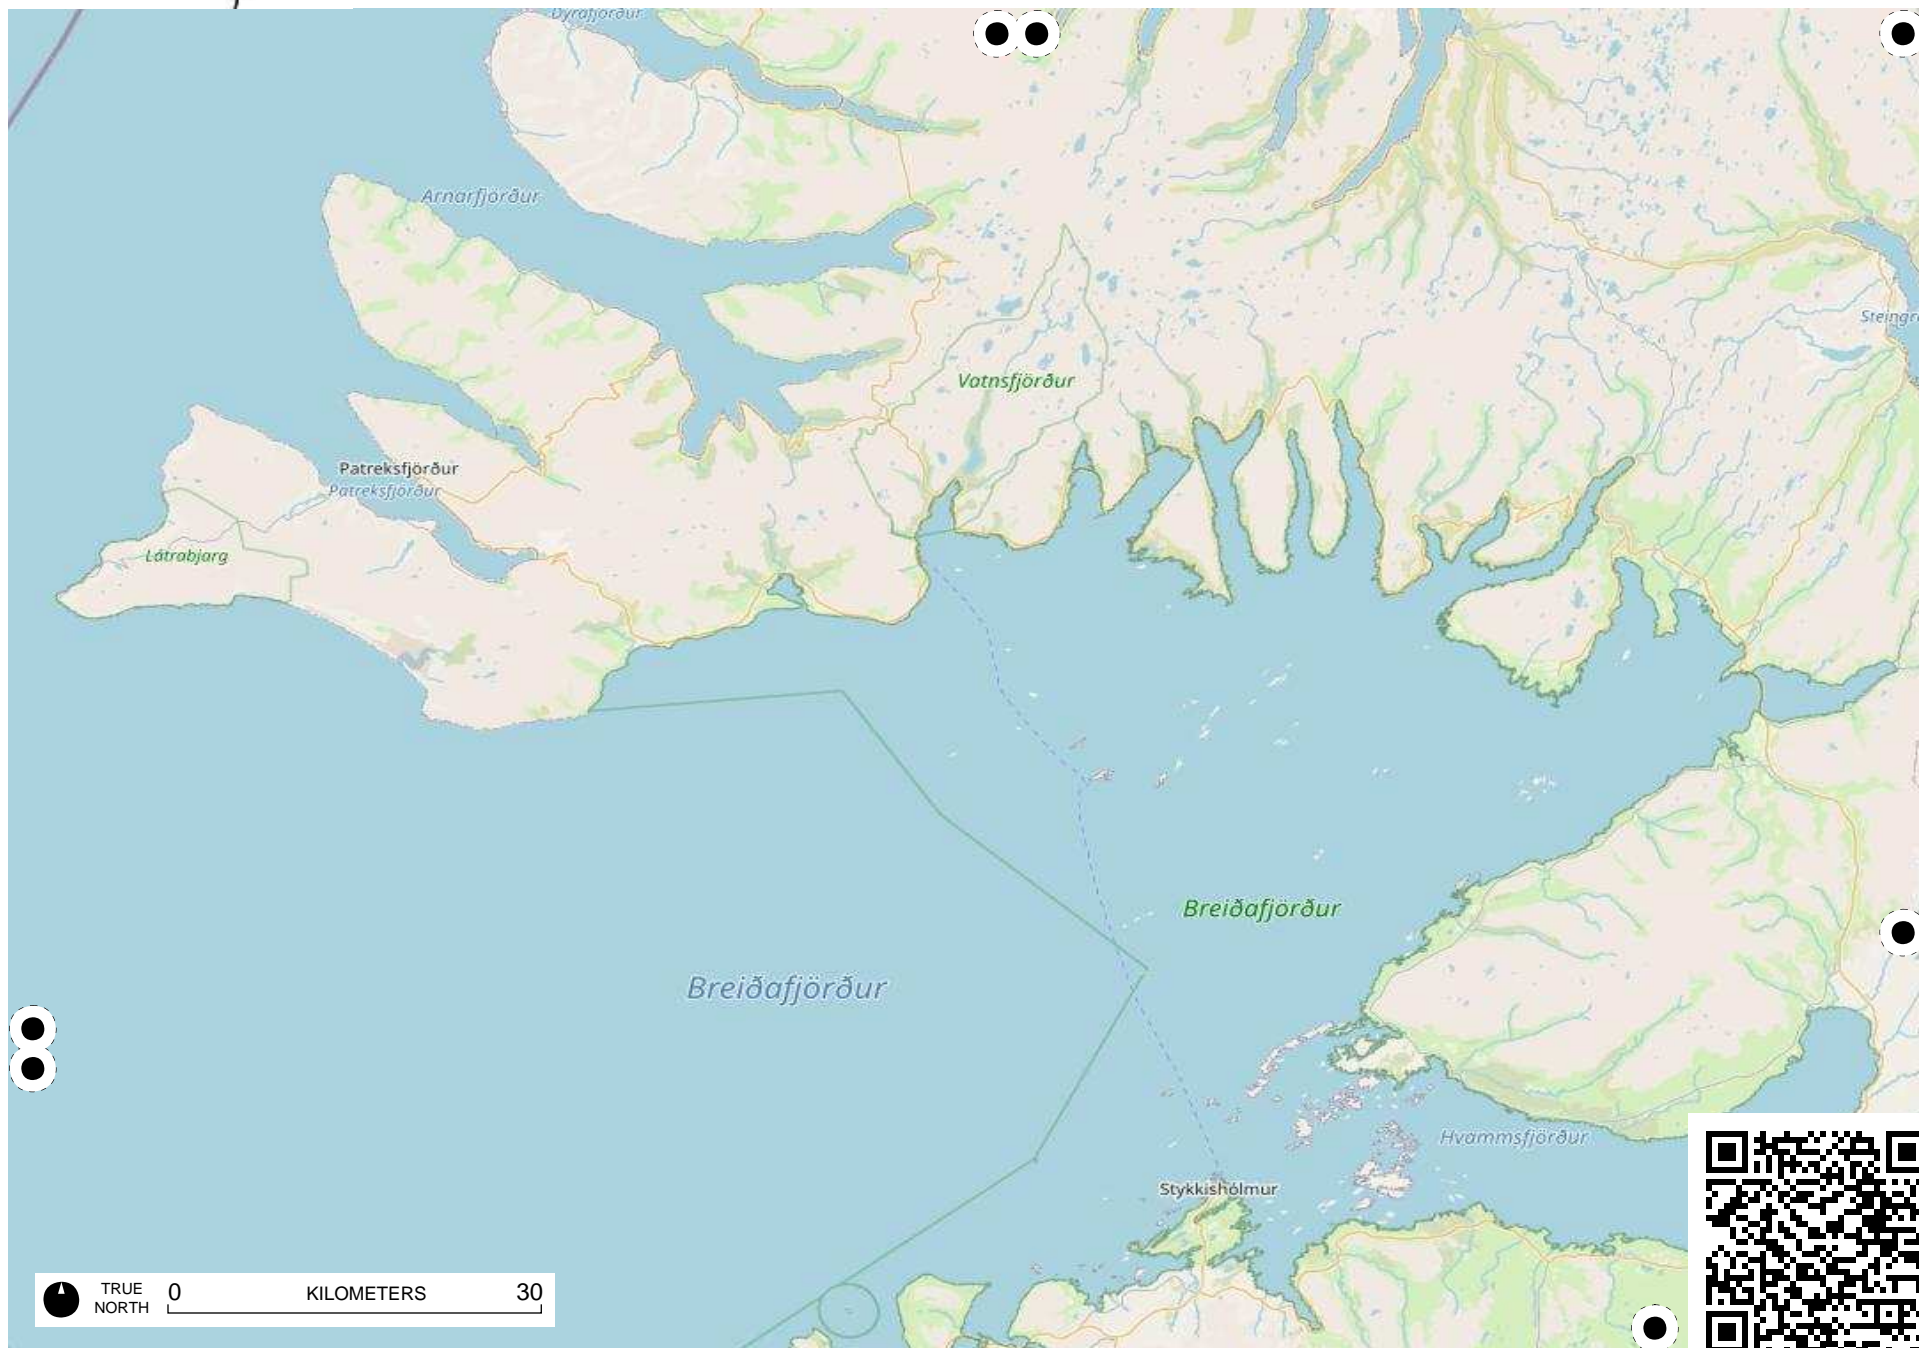 Dýrafjörður
Arnarfjörður
Steingr
Vatnsfjörður
Patreksfjörður
Patreksfjörður
Látrabjarg
Breiðafjörður
Breiðafjörður
Hvammsfjörður
Stykkishólmur
TRUE NORTH 0 KILOMETERS 30